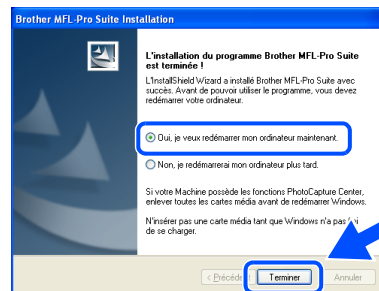 Brother MFL-Pro Suite Installation
L'installation du programme Brother MFL-Pro Suite
est terminée !
L'InstallShield Wizard a installé Brother MFL-Pro Suite avec
succès. Avant de pouvoir utiliser le programme, vous devez
redémarrer votre ordinateur.
Oui, je veux redémarrer mon ordinateur maintenant.
Non, je redémarrerai mon ordinateur plus tard.
Si votre Machine possède les fonctions PhotoCapture Center,
enlever toutes les cartes média avant de redémarrer Windows.
N'insérer pas une carte média tant que Windows n'a pas
de se charger.
< Précéde
Terminer
Annuler